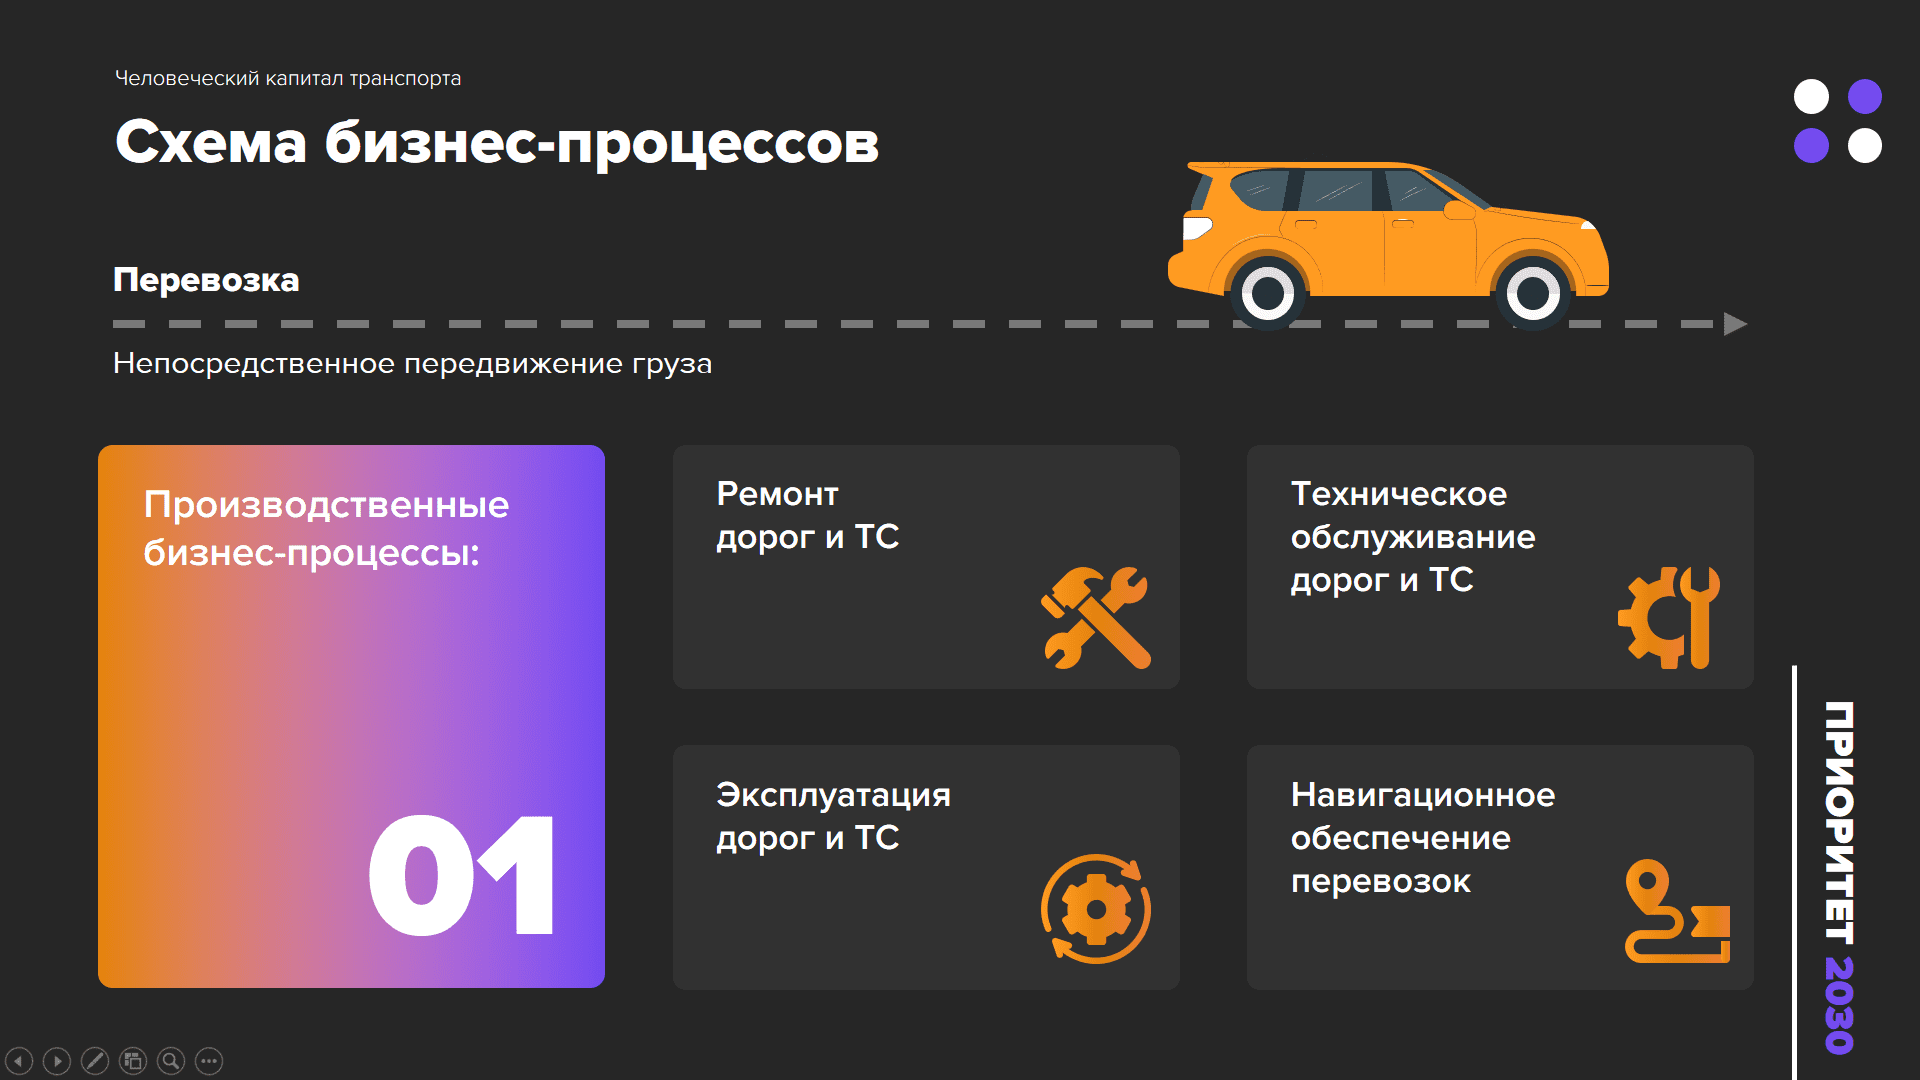 Человеческий капитал транспорта
Схема бизнес-процессов
Перевозка
Непосредственное передвижение груза
Производственные
бизнес-процессы:
01
Ремонт
дорог и ТС
Техническое
обслуживание
дорог и ТС
Эксплуатация
дорог и ТС
Навигационное
обеспечение
перевозок
ПРИОРИТЕТ 2030